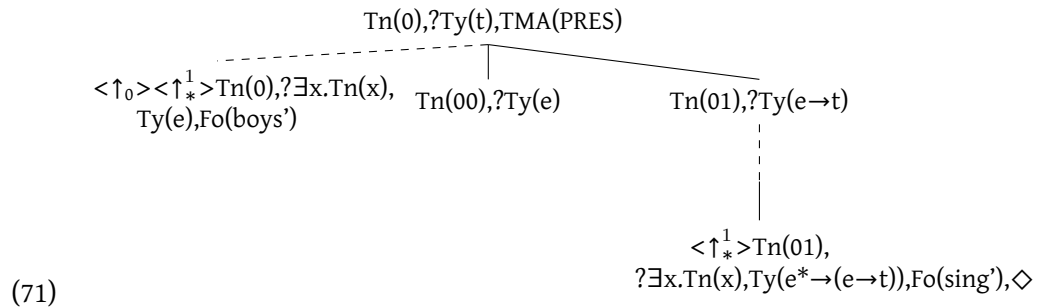 Tn(0),?Ty(t),TMA(PRES)
<↑₀><↑¹*>Tn(0),?∃x.Tn(x),
Ty(e),Fo(boys’)
Tn(00),?Ty(e)
Tn(01),?Ty(e→t)
<↑¹*>Tn(01),
?∃x.Tn(x),Ty(e*→(e→t)),Fo(sing’),◇
(71)